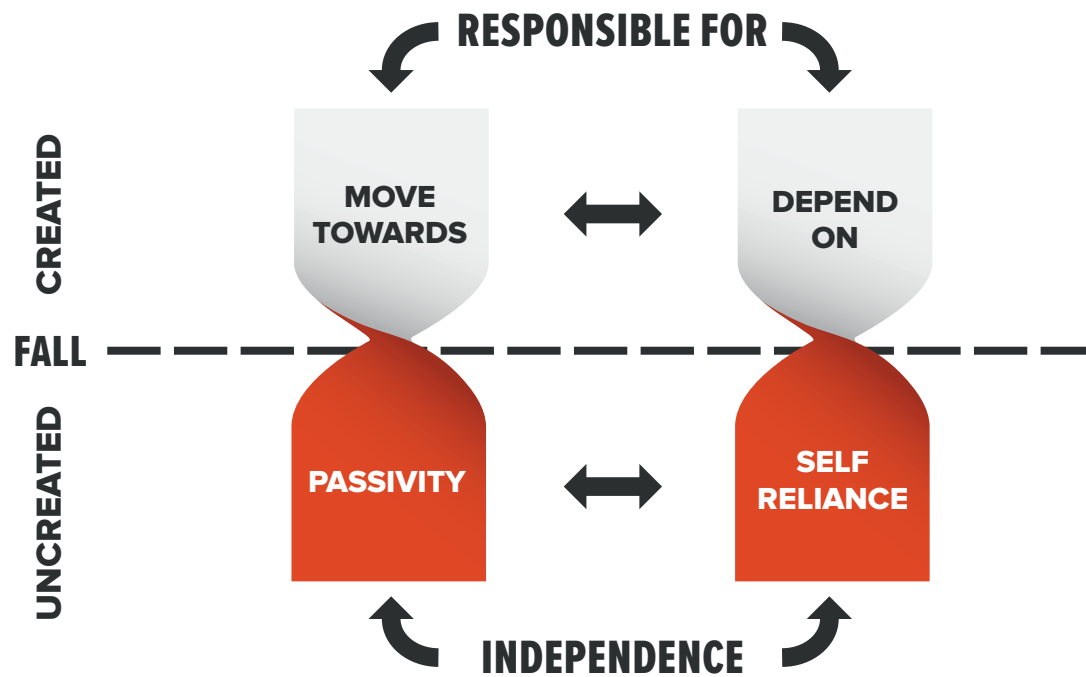 RESPONSIBLE FOR
CREATED
MOVE
TOWARDS
DEPEND
ON
FALL
UNCREATED
PASSIVITY
SELF
RELIANCE
INDEPENDENCE